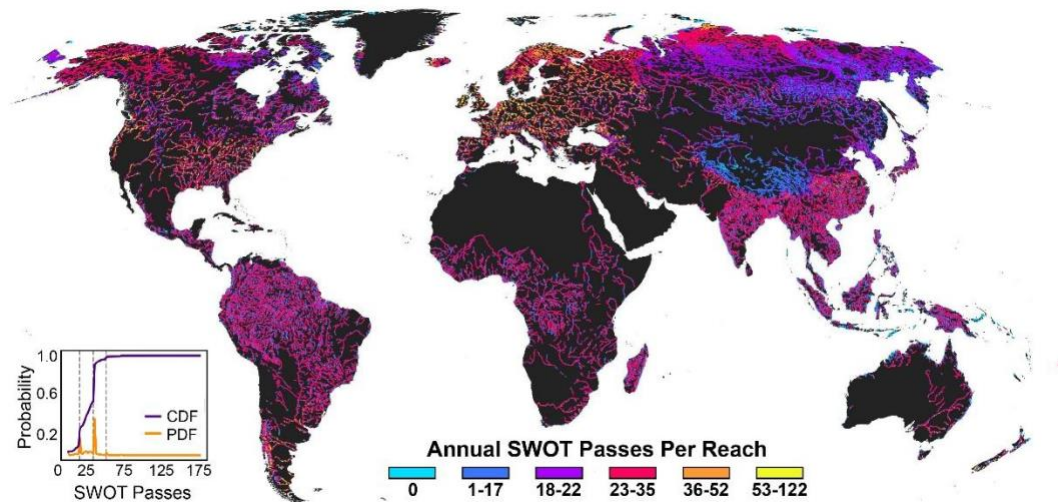 Probability
1.0
0.6
0.2
CDF
PDF
0 25 75 125 175
SWOT Passes
Annual SWOT Passes Per Reach
0 1-17 18-22 23-35 36-52 53-122